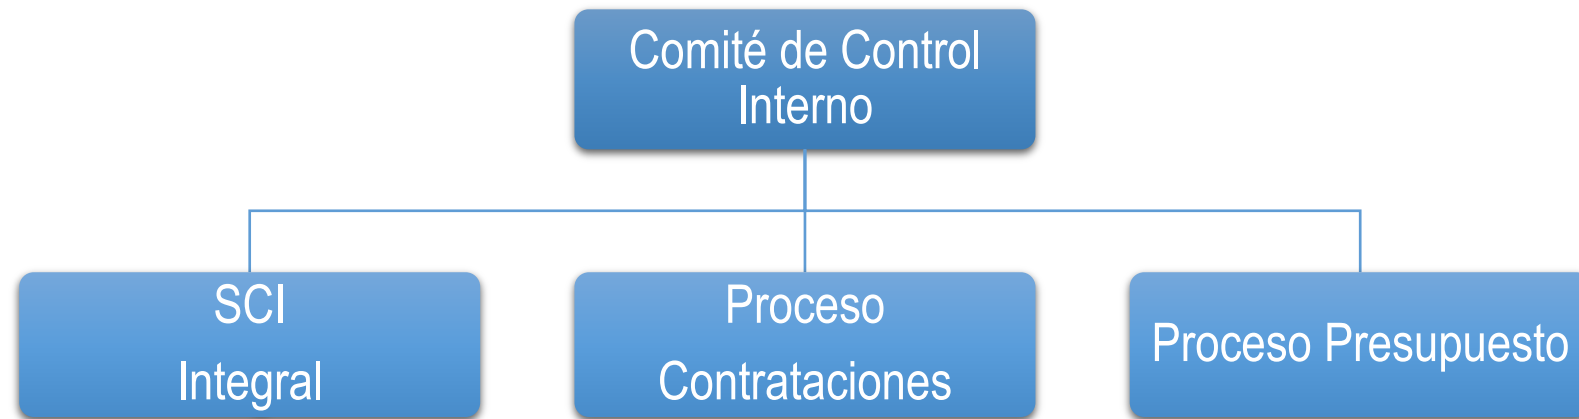 Comité de Control
Interno
SCI
Integral
Proceso
Contrataciones
Proceso Presupuesto